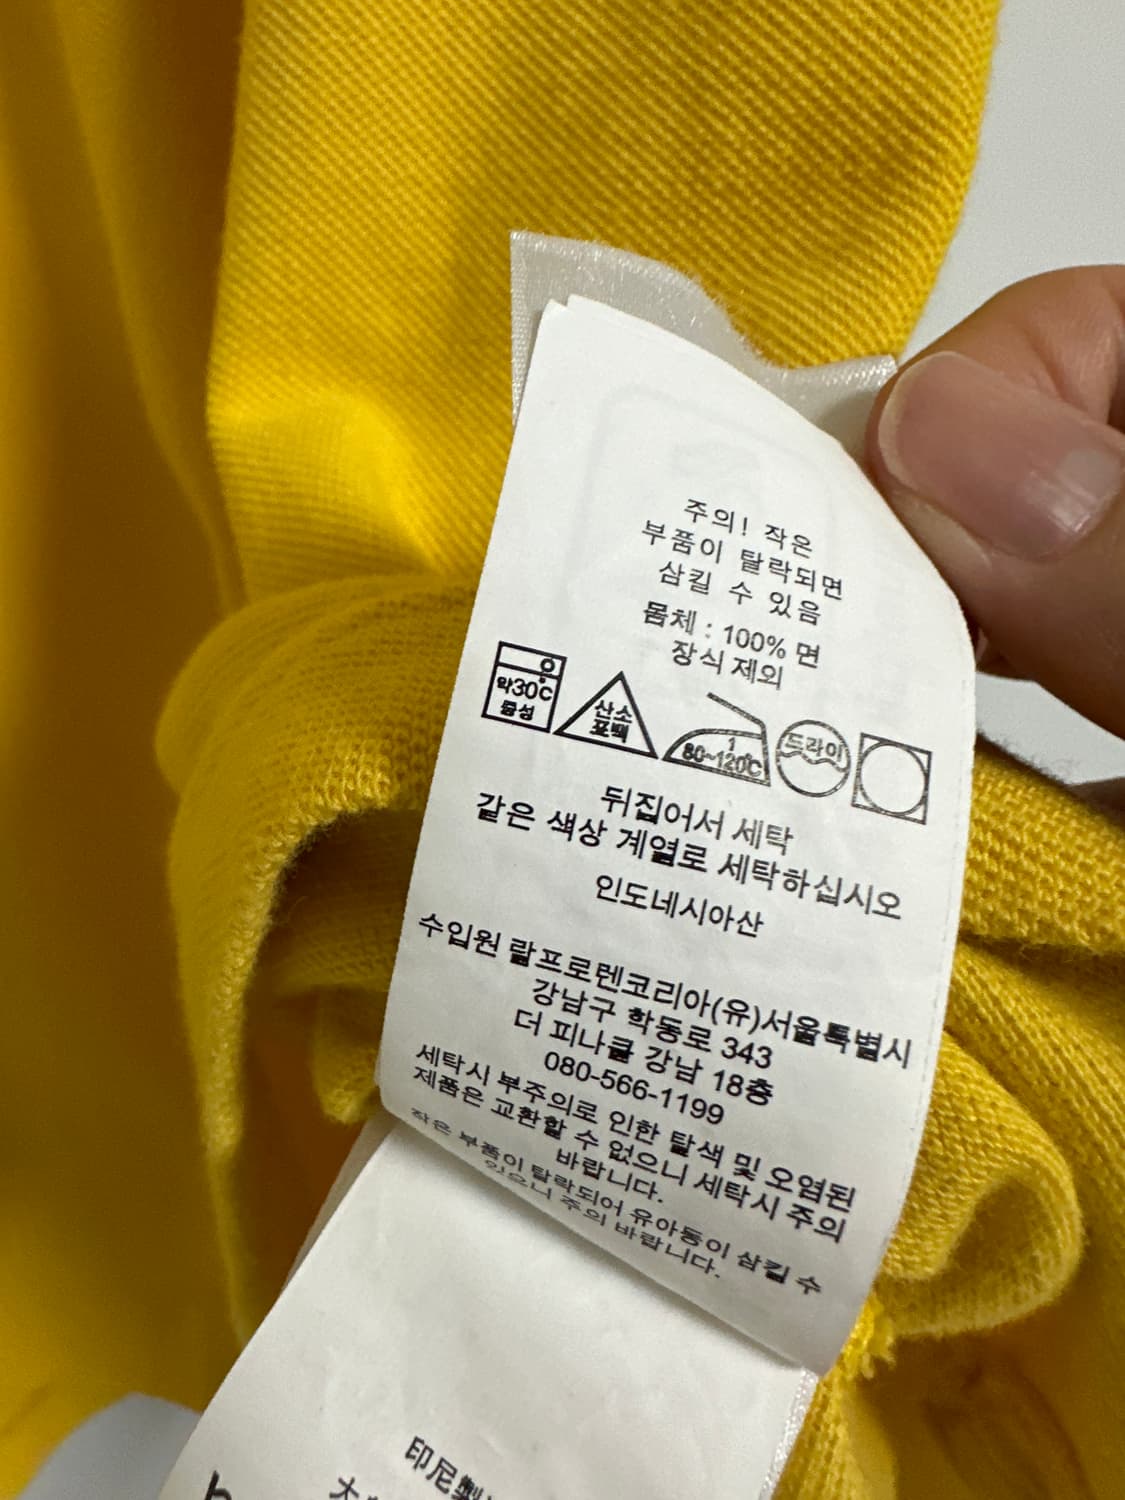 주의! 작은
부품이 탈락되면
삼킬 수 있음
몸체 : 100% 면
장식 제외
약30°C
중성
산소
표백
1
80~120°C
드라이
뒤집어서 세탁
같은 색상 계열로 세탁하십시오
인도네시아산
수입원 랄프로렌코리아(유)서울특별시
강남구 학동로 343
더 피나클 강남 18층
080-566-1199
세탁시 부주의로 인한 탈색 및 오염된
제품은 교환할 수 없으니 세탁시 주의
바랍니다.
작은 부품이 탈락되어 유아동이 삼킬 수
있으니 주의 바랍니다.
印尼製